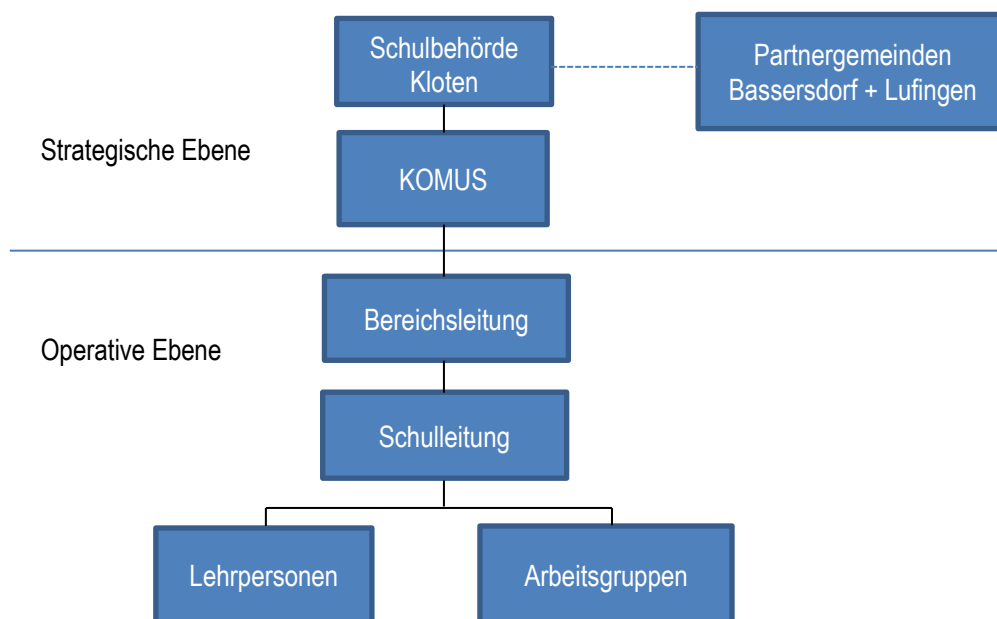 Schulbehörde
Kloten
Partnergemeinden
Bassersdorf + Lufingen
Strategische Ebene
KOMUS
Bereichsleitung
Operative Ebene
Schulleitung
Lehrpersonen
Arbeitsgruppen